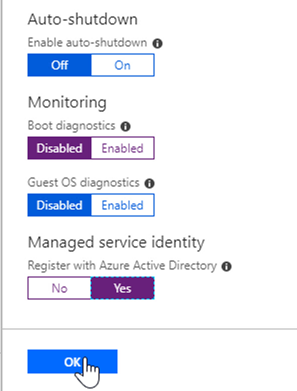 Auto-shutdown
Enable auto-shutdown
Off On
Monitoring
Boot diagnostics
Disabled Enabled
Guest OS diagnostics
Disabled Enabled
Managed service identity
Register with Azure Active Directory
No Yes
OK